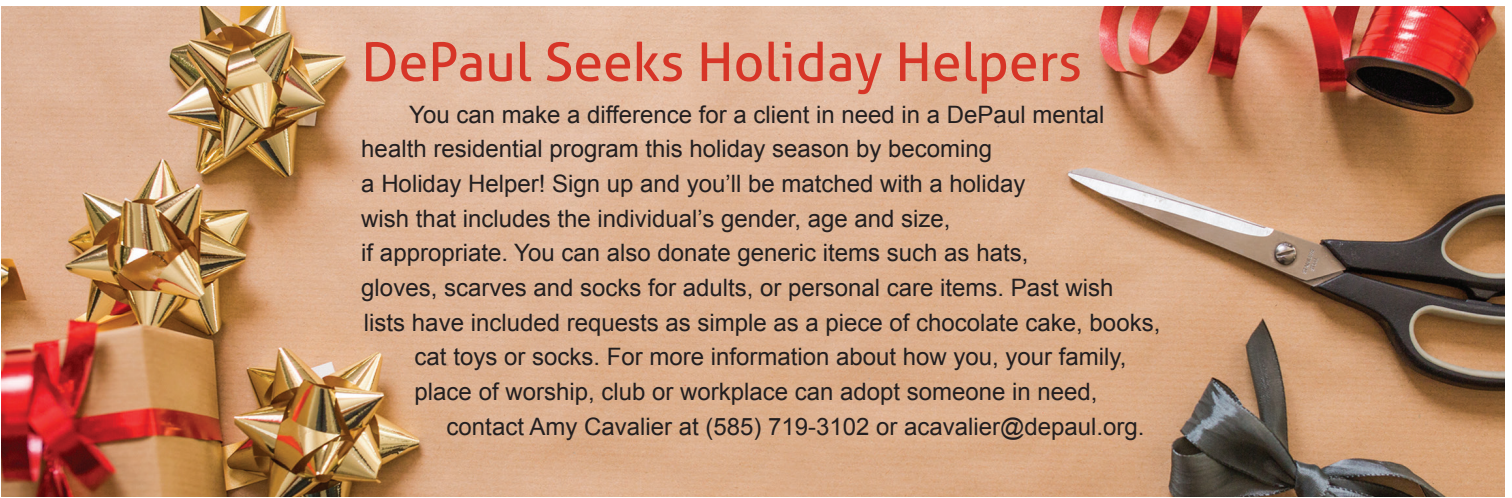 DePaul Seeks Holiday Helpers
You can make a difference for a client in need in a DePaul mental
health residential program this holiday season by becoming
a Holiday Helper! Sign up and you’ll be matched with a holiday
wish that includes the individual’s gender, age and size,
if appropriate. You can also donate generic items such as hats,
gloves, scarves and socks for adults, or personal care items. Past wish
lists have included requests as simple as a piece of chocolate cake, books,
cat toys or socks. For more information about how you, your family,
place of worship, club or workplace can adopt someone in need,
contact Amy Cavalier at (585) 719-3102 or acavalier@depaul.org.